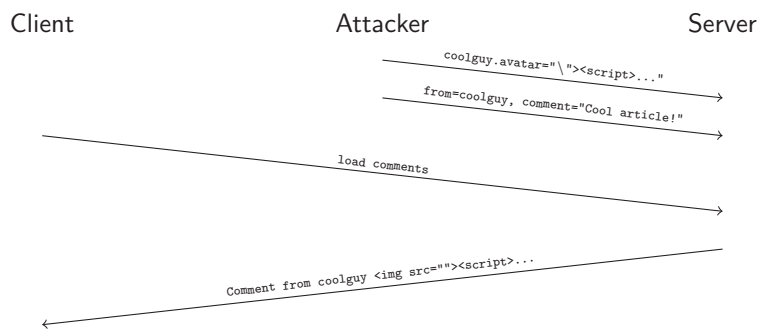 Client
Attacker
Server
coolguy.avatar="\"><script>..."
from=coolguy, comment="Cool article!"
load comments
Comment from coolguy <img src=""><script>...